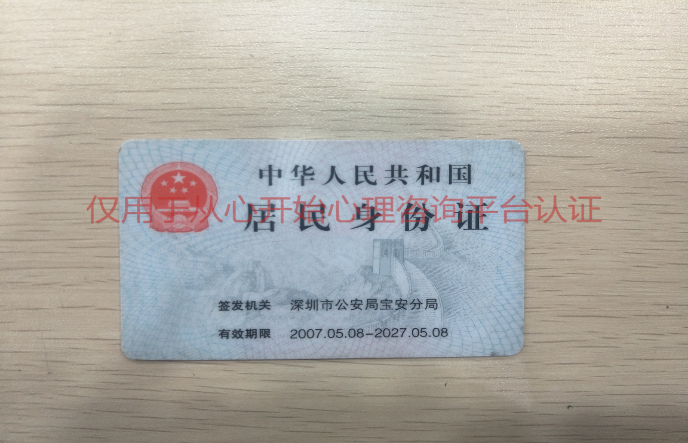 中华人民共和国
仅用于从心开始心理咨询平台认证
居民身份证
签发机关 深圳市公安局宝安分局
有效期限 2007.05.08-2027.05.08